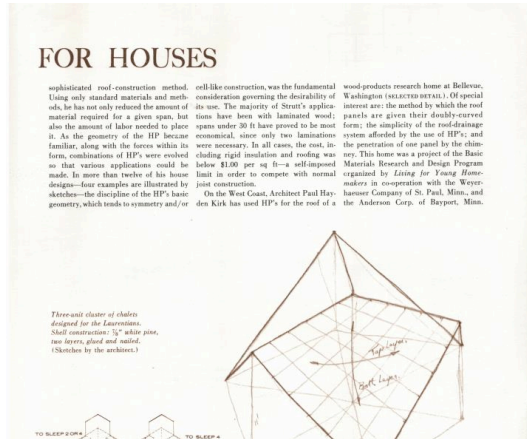 FOR HOUSES
sophisticated roof-construction method.
Using only standard materials and meth-
ods, he has not only reduced the amount of
material required for a given span, but
also the amount of labor needed to place
it. As the geometry of the HP became
familiar, along with the forces within its
form, combinations of HP's were evolved
so that various applications could be
made. In more than twelve of his house
designs—four examples are illustrated by
sketches—the discipline of the HP's basic
geometry, which tends to symmetry and/or
cell-like construction, was the fundamental
consideration governing the desirability of
its use. The majority of Strutt's applica-
tions have been with laminated wood;
spans under 30 ft have proved to be most
economical, since only two laminations
were necessary. In all cases, the cost, in-
cluding rigid insulation and roofing was
below $1.00 per sq ft—a self-imposed
limit in order to compete with normal
joist construction.
On the West Coast, Architect Paul Hay-
den Kirk has used HP's for the roof of a
wood-products research home at Bellevue,
Washington (SELECTED DETAIL). Of special
interest are: the method by which the roof
panels are given their doubly-curved
form; the simplicity of the roof-drainage
system afforded by the use of HP's; and
the penetration of one panel by the chim-
ney. This home was a project of the Basic
Materials Research and Design Program
organized by Living for Young Home-
makers in co-operation with the Weyer-
haeuser Company of St. Paul, Minn., and
the Anderson Corp. of Bayport, Minn.
Three-unit cluster of chalets
designed for the Laurentians.
Shell construction: ⅞" white pine,
two layers, glued and nailed.
(Sketches by the architect.)
Top Layer.
Bott Layer.
TO SLEEP 2 OR 4
TO SLEEP 4